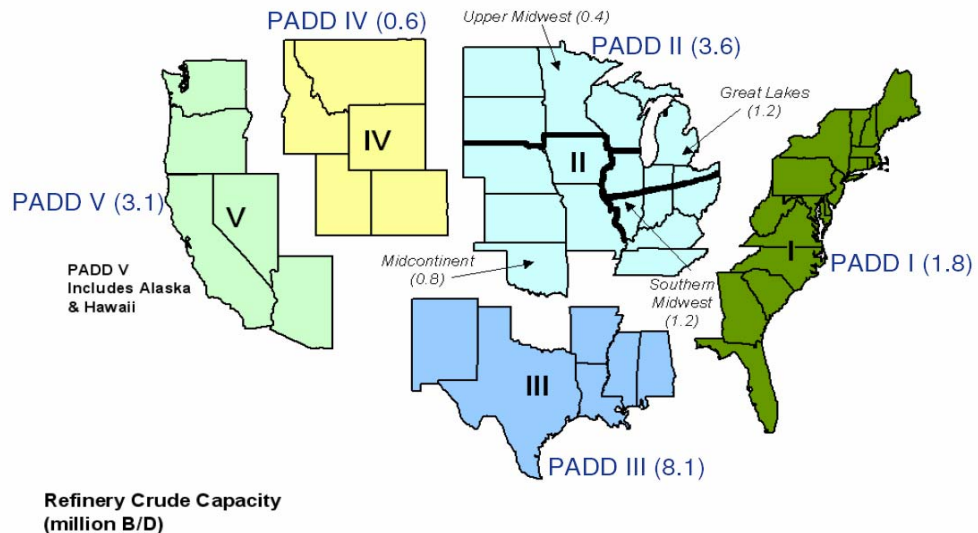 PADD IV (0.6)
Upper Midwest (0.4)
PADD II (3.6)
Great Lakes
(1.2)
IV
II
PADD V (3.1)
V
I
PADD V
Includes Alaska
& Hawaii
Midcontinent
(0.8)
Southern
Midwest
(1.2)
PADD I (1.8)
III
PADD III (8.1)
Refinery Crude Capacity
(million B/D)